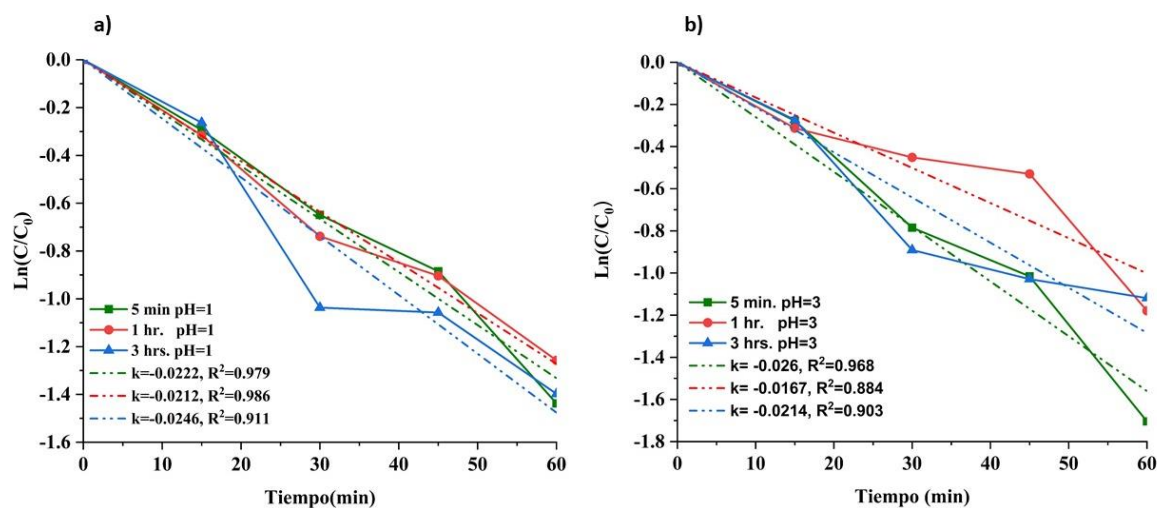 a)
0.0
-0.2
-0.4
-0.6
-0.8
-1.0
-1.2
-1.4
-1.6
Ln(C/C0)
5 min pH=1
1 hr. pH=1
3 hrs. pH=1
k=-0.0222, R²=0.979
k=-0.0212, R²=0.986
k=-0.0246, R²=0.911
0 10 20 30 40 50 60
Tiempo(min)
b)
0.0
-0.2
-0.4
-0.6
-0.8
-1.0
-1.2
-1.4
-1.6
-1.8
Ln(C/C0)
5 min. pH=3
1 hr. pH=3
3 hrs. pH=3
k= -0.026, R²=0.968
k= -0.0167, R²=0.884
k= -0.0214, R²=0.903
0 10 20 30 40 50 60
Tiempo (min)